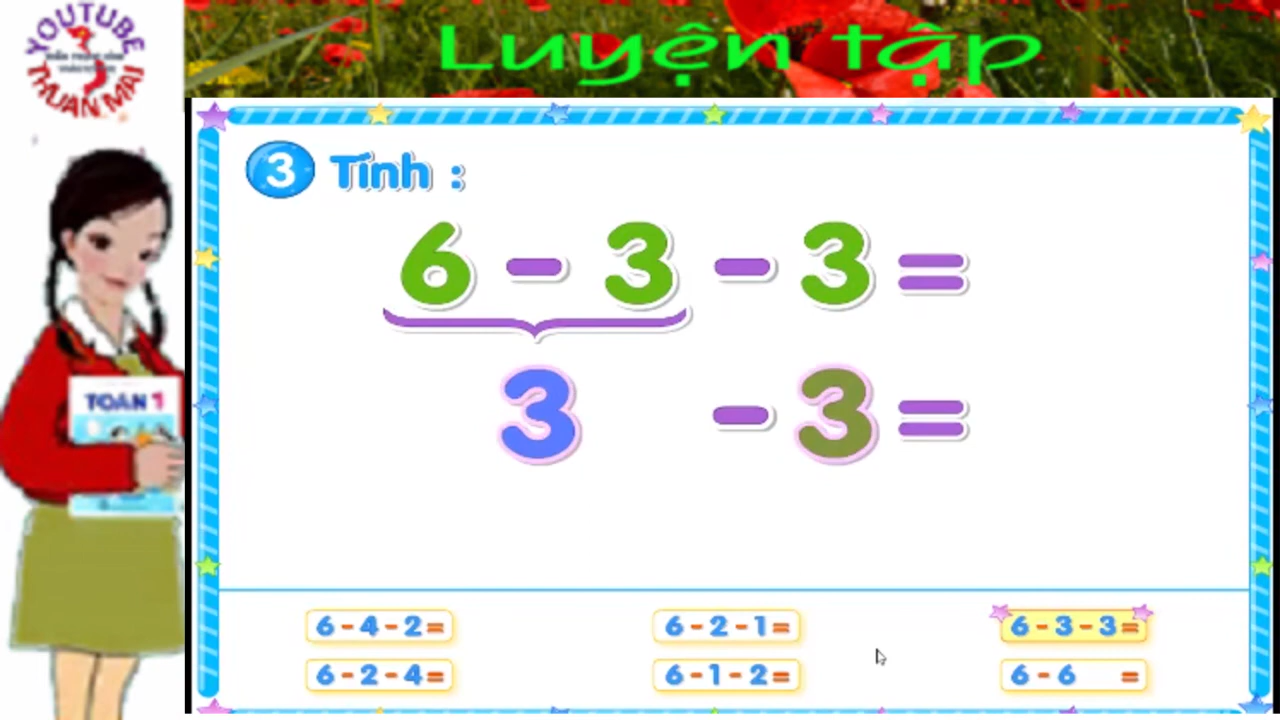 YOUTUBE
THUAN MAI
Luyện tập
3 Tính :
6 - 3 - 3 =
3 - 3 =
TOÁN 1
6 - 4 - 2 =
6 - 2 - 1 =
6 - 3 - 3 =
6 - 2 - 4 =
6 - 1 - 2 =
6 - 6 =